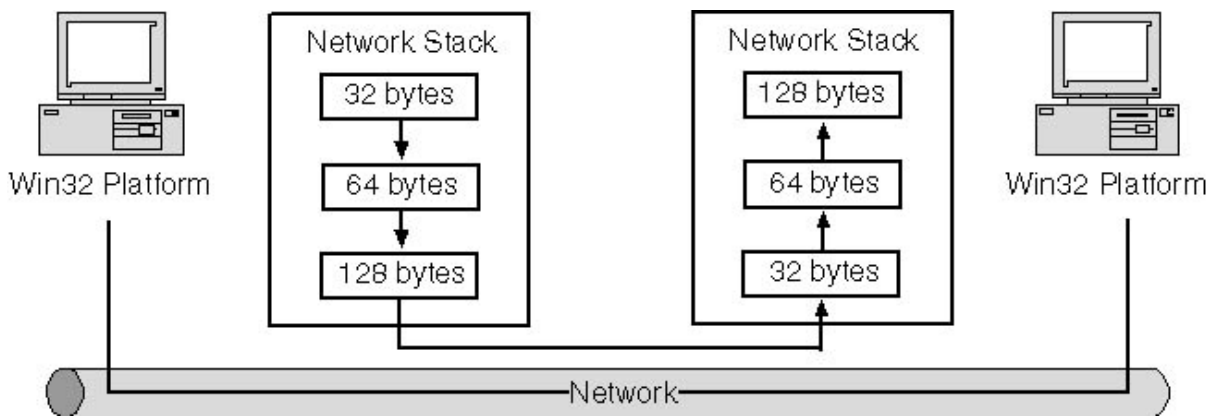 Network Stack
32 bytes
64 bytes
128 bytes
Network Stack
128 bytes
64 bytes
32 bytes
Win32 Platform
Win32 Platform
Network